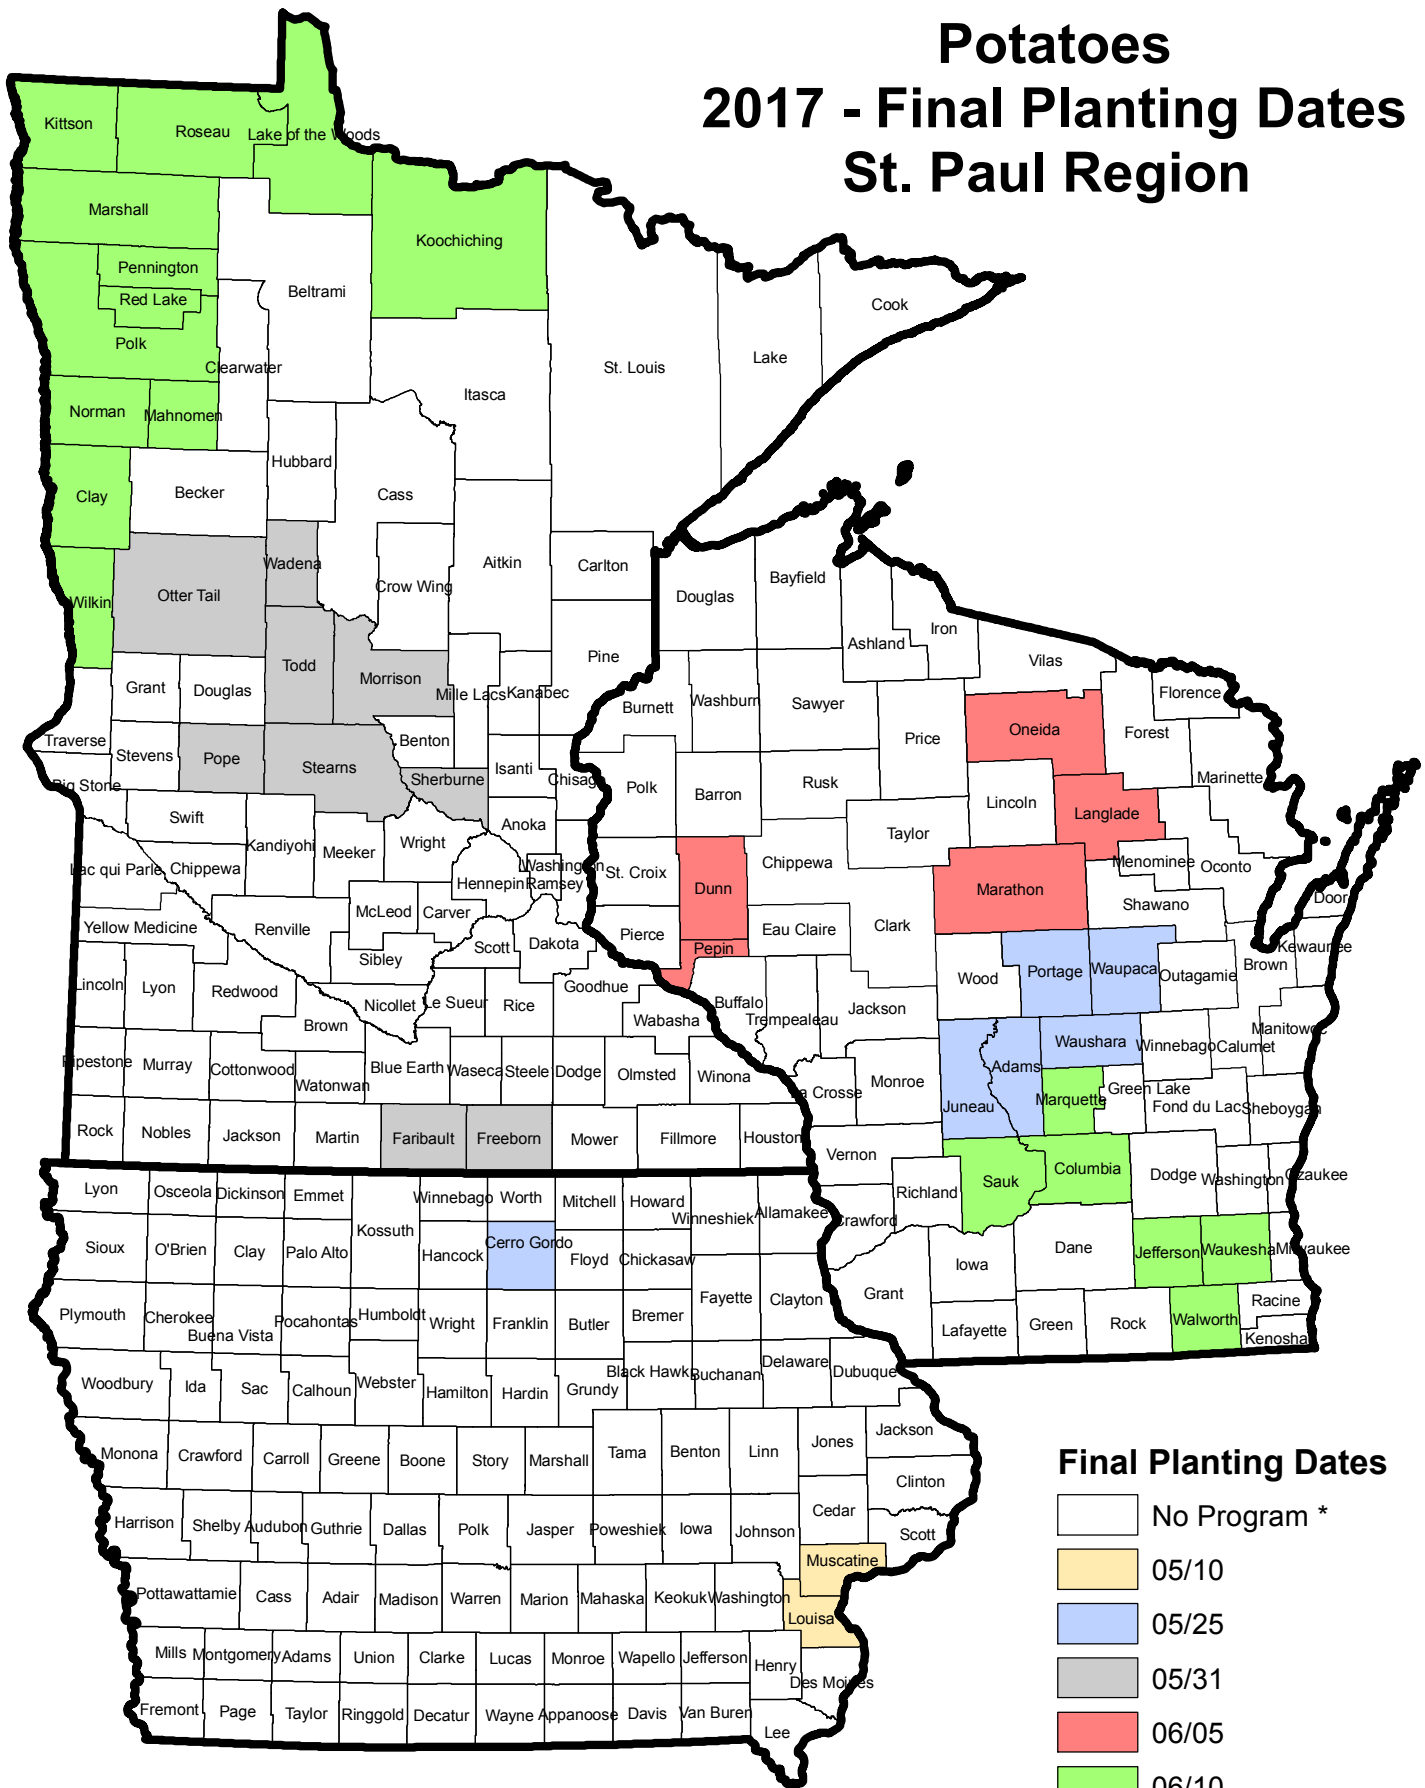 Potatoes
2017 - Final Planting Dates
St. Paul Region
Kittson
Roseau
Lake of the Woods
Marshall
Koochiching
Pennington
Red Lake
Beltrami
Polk
Clearwater
Cook
Lake
St. Louis
Itasca
Norman
Mahnomen
Hubbard
Cass
Clay
Becker
Wadena
Aitkin
Carlton
Crow Wing
Otter Tail
Wilkin
Pine
Todd
Morrison
Mille Lacs
Kanabec
Grant
Douglas
Traverse
Stevens
Pope
Stearns
Benton
Sherburne
Isanti
Chisago
Big Stone
Swift
Kandiyohi
Meeker
Wright
Anoka
Lac qui Parle
Chippewa
Hennepin
Washington
Ramsey
McLeod
Carver
Yellow Medicine
Renville
Scott
Dakota
Sibley
Lincoln
Lyon
Redwood
Nicollet
Le Sueur
Rice
Goodhue
Brown
Wabasha
Pipestone
Murray
Cottonwood
Watonwan
Blue Earth
Waseca
Steele
Dodge
Olmsted
Winona
Rock
Nobles
Jackson
Martin
Faribault
Freeborn
Mower
Fillmore
Houston
Douglas
Bayfield
Ashland
Iron
Vilas
Florence
Burnett
Washburn
Sawyer
Price
Oneida
Forest
Marinette
Polk
Barron
Rusk
Lincoln
Langlade
Taylor
Chippewa
Menominee
Oconto
St. Croix
Dunn
Marathon
Shawano
Door
Pierce
Pepin
Eau Claire
Clark
Kewaunee
Wood
Portage
Waupaca
Outagamie
Brown
Buffalo
Trempealeau
Jackson
Waushara
Winnebago
Calumet
Manitowoc
La Crosse
Monroe
Juneau
Adams
Marquette
Green Lake
Fond du Lac
Sheboygan
Vernon
Richland
Sauk
Columbia
Dodge
Washington
Ozaukee
Crawford
Iowa
Dane
Jefferson
Waukesha
Milwaukee
Grant
Lafayette
Green
Rock
Walworth
Racine
Kenosha
Lyon
Osceola
Dickinson
Emmet
Kossuth
Winnebago
Worth
Mitchell
Howard
Winneshiek
Allamakee
Sioux
O'Brien
Clay
Palo Alto
Hancock
Cerro Gordo
Floyd
Chickasaw
Plymouth
Cherokee
Buena Vista
Pocahontas
Humboldt
Wright
Franklin
Butler
Bremer
Fayette
Clayton
Woodbury
Ida
Sac
Calhoun
Webster
Hamilton
Hardin
Grundy
Black Hawk
Buchanan
Delaware
Dubuque
Monona
Crawford
Carroll
Greene
Boone
Story
Marshall
Tama
Benton
Linn
Jones
Jackson
Clinton
Harrison
Shelby
Audubon
Guthrie
Dallas
Polk
Jasper
Poweshiek
Iowa
Johnson
Cedar
Scott
Muscatine
Pottawattamie
Cass
Adair
Madison
Warren
Marion
Mahaska
Keokuk
Washington
Louisa
Mills
Montgomery
Adams
Union
Clarke
Lucas
Monroe
Wapello
Jefferson
Henry
Des Moines
Fremont
Page
Taylor
Ringgold
Decatur
Wayne
Appanoose
Davis
Van Buren
Lee
Final Planting Dates
No Program *
05/10
05/25
05/31
06/05
06/10